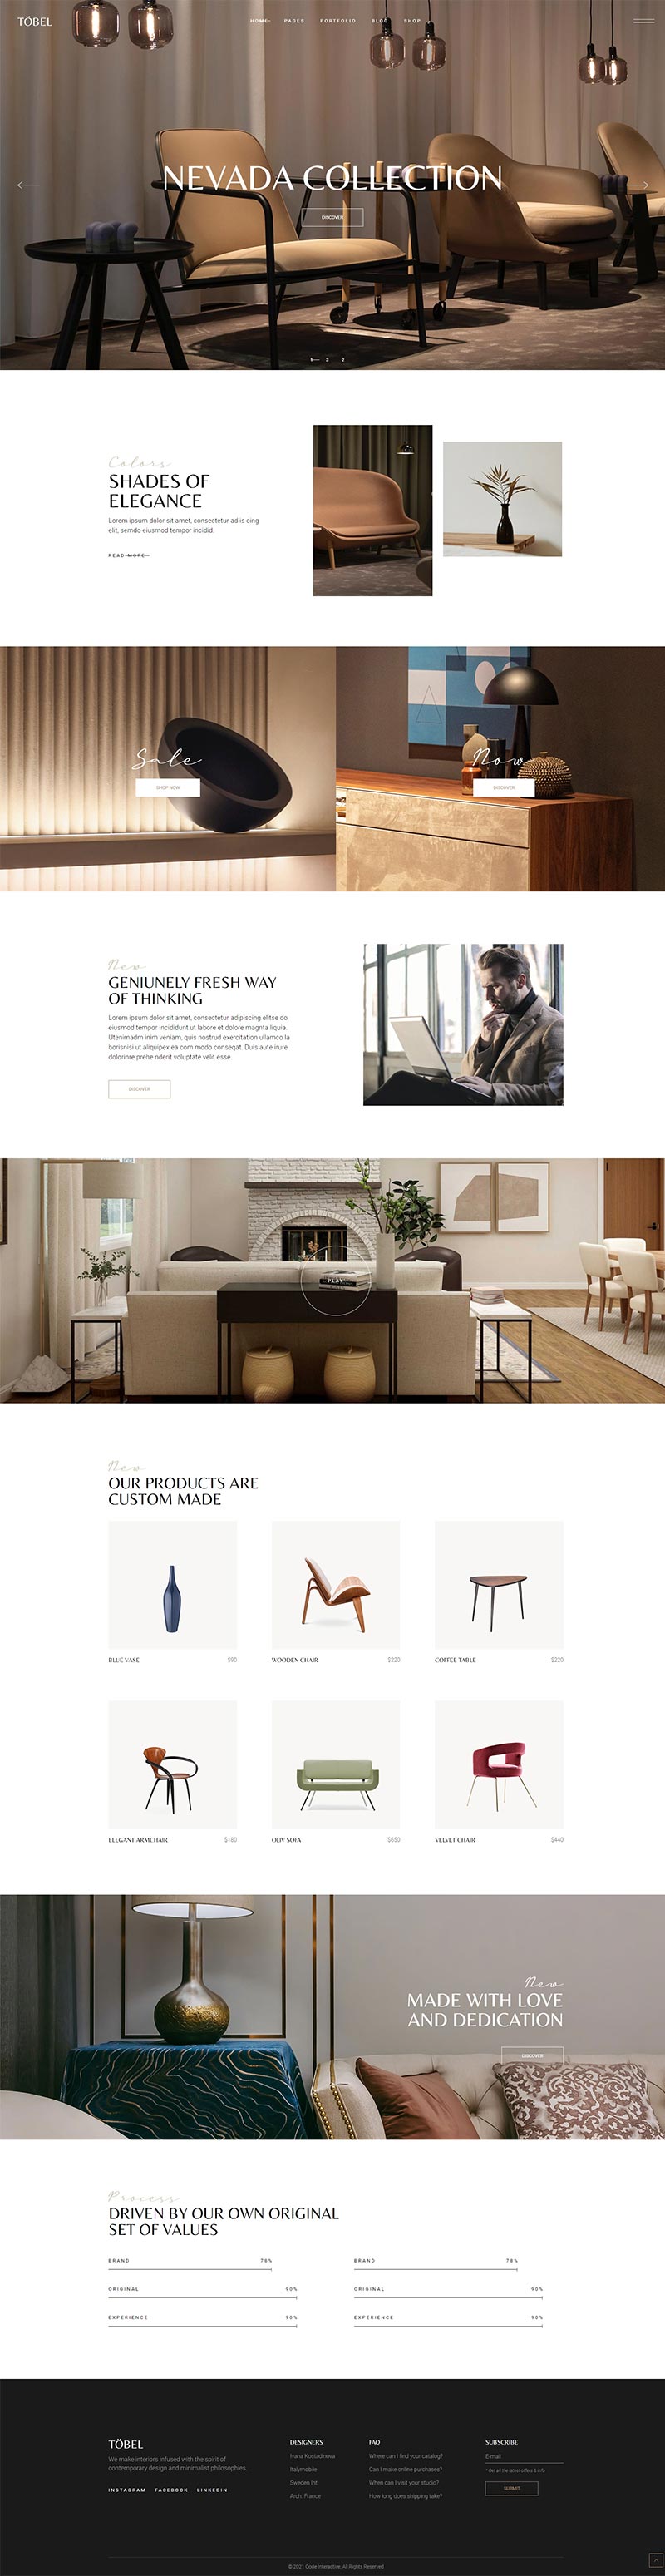 TÖBEL
HOME PAGES PORTFOLIO BLOG SHOP
NEVADA COLLECTION
DISCOVER
1 2
Colors
SHADES OF
ELEGANCE
Lorem ipsum dolor sit amet, consectetur ad is cing
elit, semdo eiusmod tempor incidid.
READ MORE
Sale
SHOP NOW
Now
DISCOVER
New
GENIUNELY FRESH WAY
OF THINKING
Lorem ipsum dolor sit amet, consectetur adipiscing elitse do
eiusmod tempor incididunt ut labore et dolore magnta liquia.
Utenimadm inim veniam, quis nostrud exercitation ullamco la
borisnisi ut aliquipex ea com modo conseqat. Duis aute irure
dolorinre prehe nderit voluptate velit esse.
DISCOVER
PLAY
New
OUR PRODUCTS ARE
CUSTOM MADE
BLUE VASE $90
WOODEN CHAIR $220
COFFEE TABLE $220
ELEGANT ARMCHAIR $180
OLIV SOFA $650
VELVET CHAIR $440
New
MADE WITH LOVE
AND DEDICATION
DISCOVER
Process
DRIVEN BY OUR OWN ORIGINAL
SET OF VALUES
BRAND 78%
ORIGINAL 90%
EXPERIENCE 90%
BRAND 78%
ORIGINAL 90%
EXPERIENCE 90%
TÖBEL
We make interiors infused with the spirit of
contemporary design and minimalist philosophies.
INSTAGRAM FACEBOOK LINKEDIN
DESIGNERS
Ivana Kostadinova
Italymobile
Sweden Int
Arch. France
FAQ
Where can I find your catalog?
Can I make online purchases?
When can I visit your studio?
How long does shipping take?
SUBSCRIBE
E-mail
* Get all the latest offers & info
SUBMIT
© 2021 Qode Interactive, All Rights Reserved